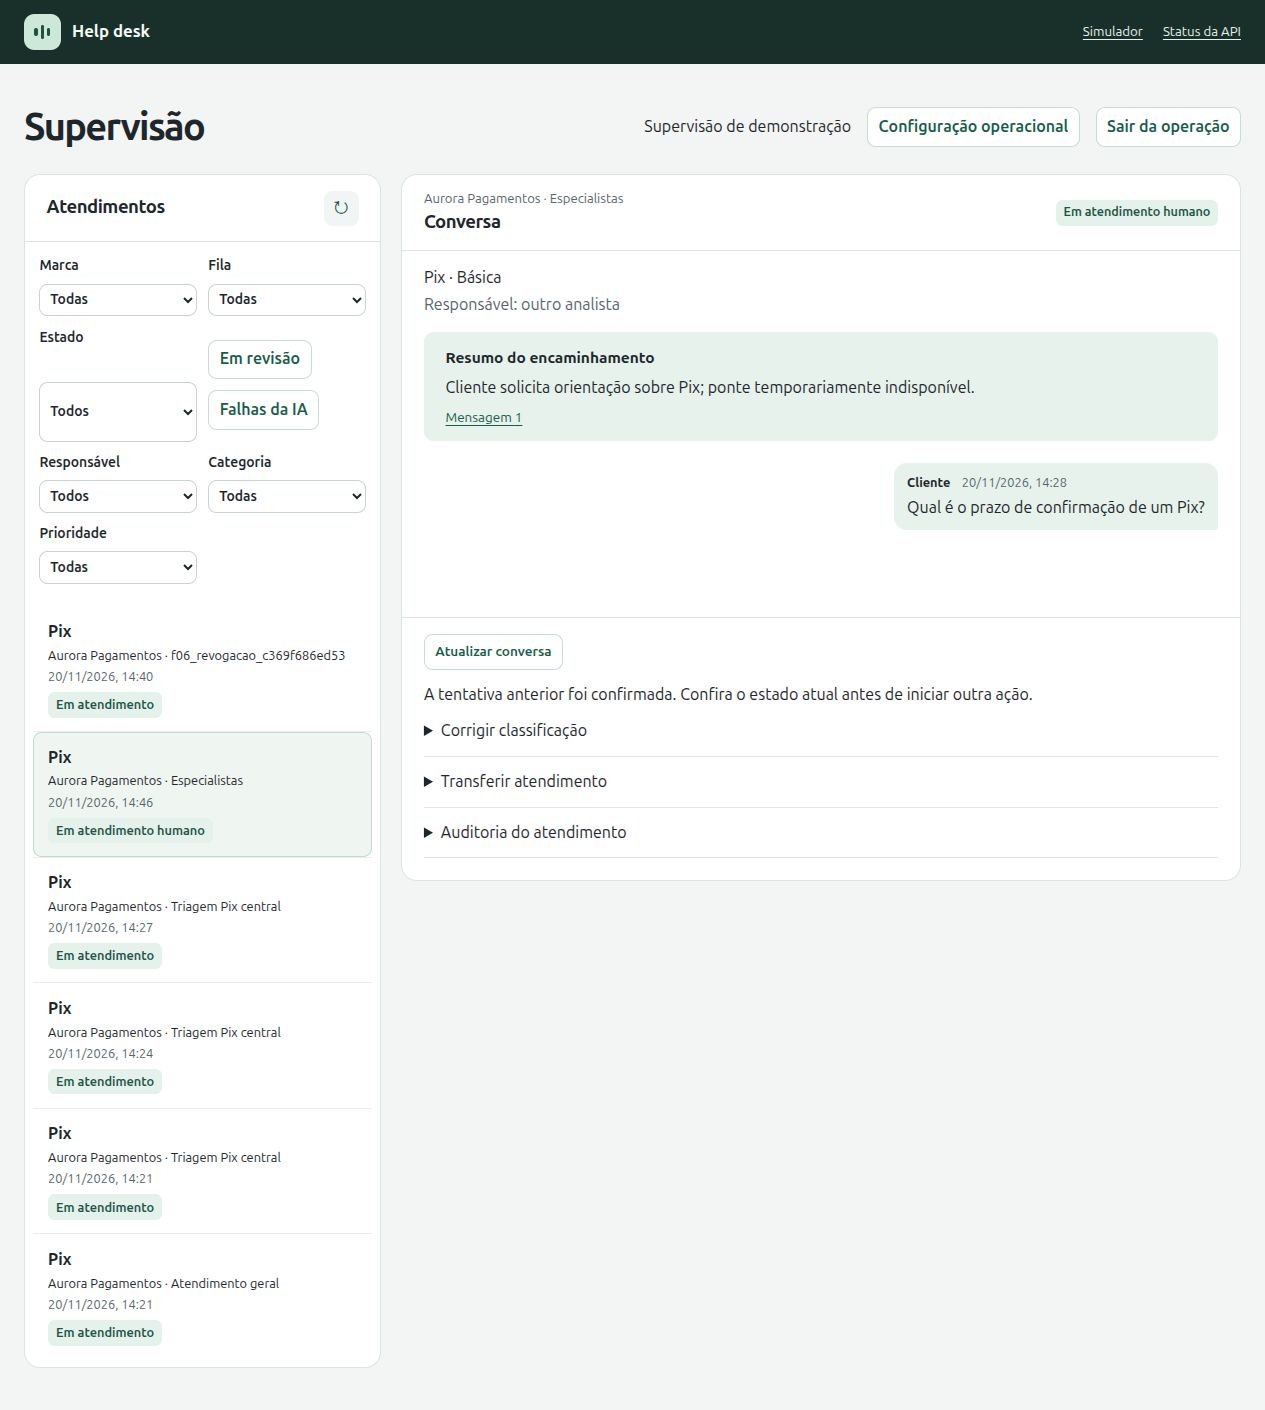 Help desk
Simulador
Status da API
Supervisão
Supervisão de demonstração
Configuração operacional
Sair da operação
Atendimentos
Marca
Fila
Todas
Todas
Estado
Em revisão
Todos
Falhas da IA
Responsável
Categoria
Todos
Todas
Prioridade
Todas
Pix
Aurora Pagamentos · f06_revogacao_c369f686ed53
20/11/2026, 14:40
Em atendimento
Pix
Aurora Pagamentos · Especialistas
20/11/2026, 14:46
Em atendimento humano
Pix
Aurora Pagamentos · Triagem Pix central
20/11/2026, 14:27
Em atendimento
Pix
Aurora Pagamentos · Triagem Pix central
20/11/2026, 14:24
Em atendimento
Pix
Aurora Pagamentos · Triagem Pix central
20/11/2026, 14:21
Em atendimento
Pix
Aurora Pagamentos · Atendimento geral
20/11/2026, 14:21
Em atendimento
Aurora Pagamentos · Especialistas
Conversa
Em atendimento humano
Pix · Básica
Responsável: outro analista
Resumo do encaminhamento
Cliente solicita orientação sobre Pix; ponte temporariamente indisponível.
Mensagem 1
Cliente 20/11/2026, 14:28
Qual é o prazo de confirmação de um Pix?
Atualizar conversa
A tentativa anterior foi confirmada. Confira o estado atual antes de iniciar outra ação.
Corrigir classificação
Transferir atendimento
Auditoria do atendimento